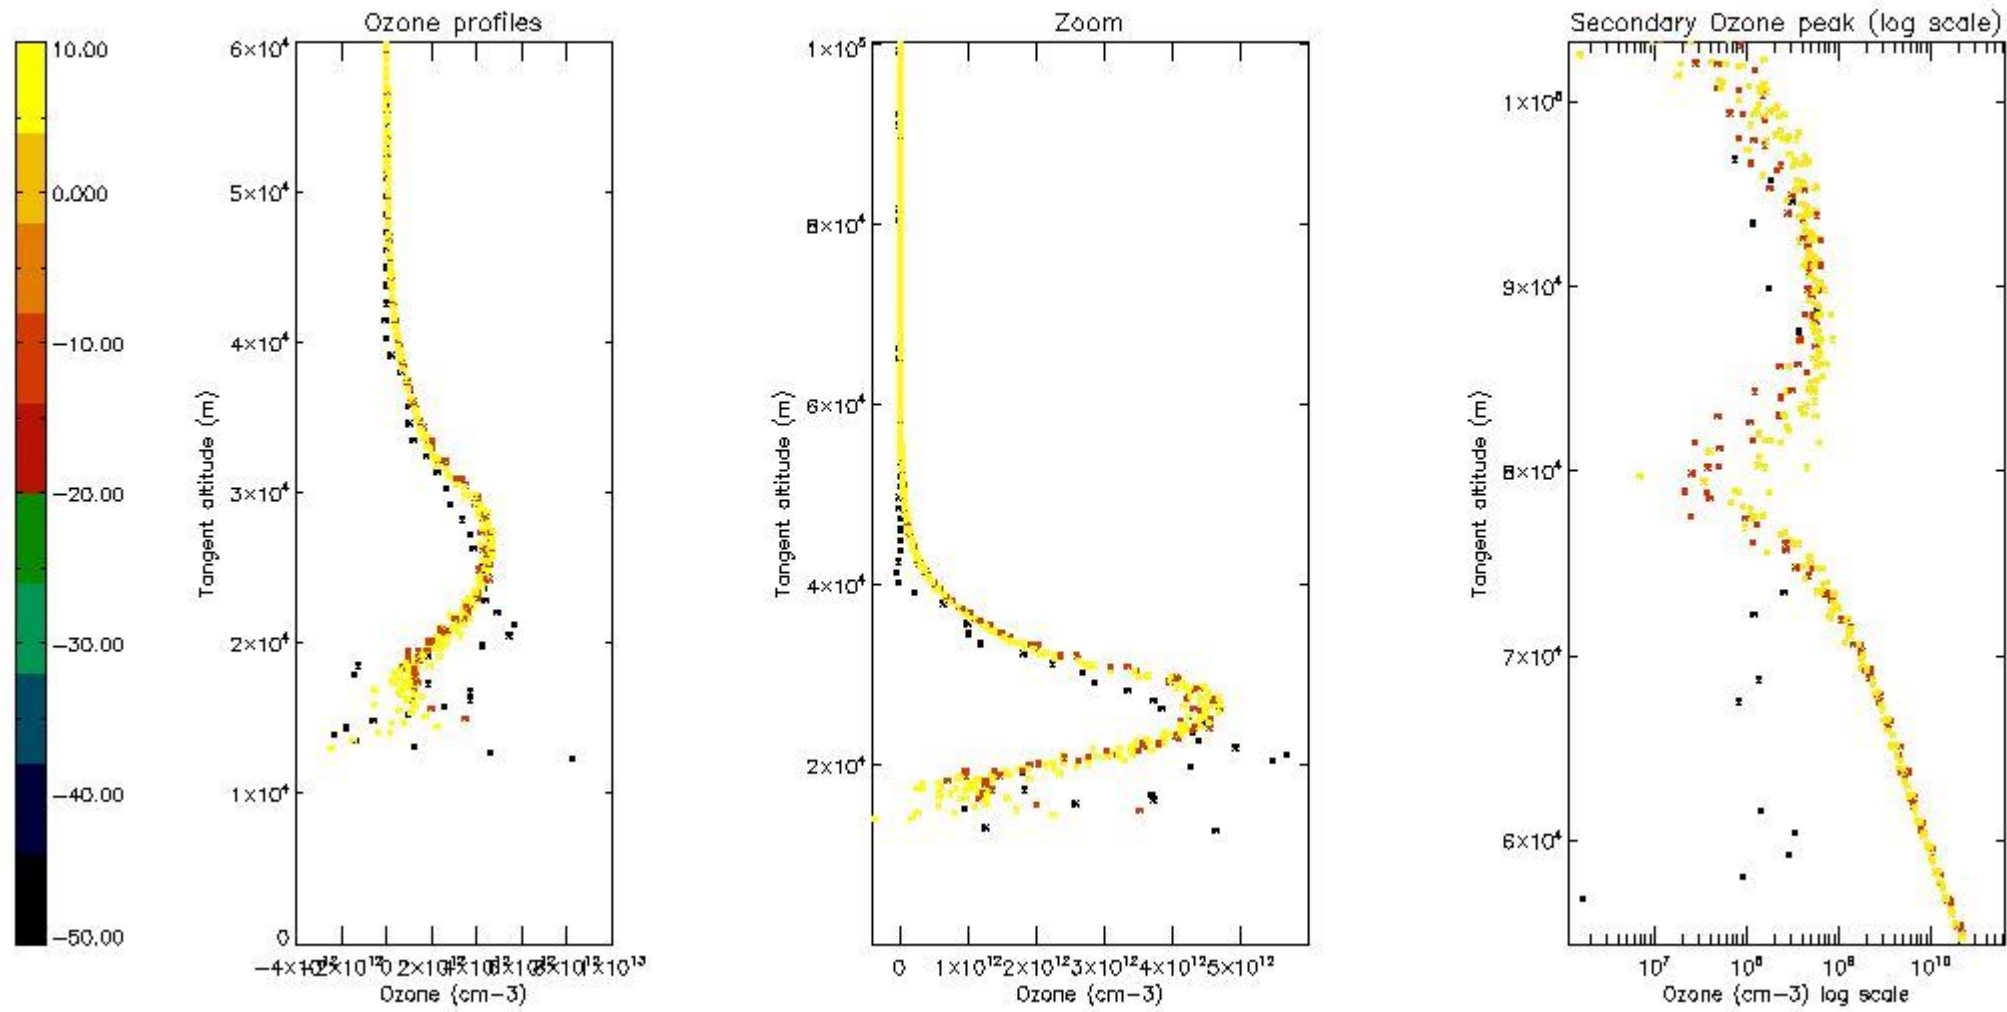 Ozone profiles
Zoom
Secondary Ozone peak (log scale)
10.00
0.000
−10.00
−20.00
−30.00
−40.00
−50.00
6×10⁴
5×10⁴
4×10⁴
3×10⁴
2×10⁴
1×10⁴
0
Tangent altitude (m)
Ozone (cm−3)
1×10⁵
8×10⁴
6×10⁴
4×10⁴
2×10⁴
Tangent altitude (m)
0 1×10¹² 2×10¹² 3×10¹² 4×10¹² 5×10¹²
Ozone (cm−3)
9×10⁴
8×10⁴
7×10⁴
6×10⁴
Tangent altitude (m)
10⁷ 10⁸ 10⁹ 10¹⁰
Ozone (cm−3) log scale